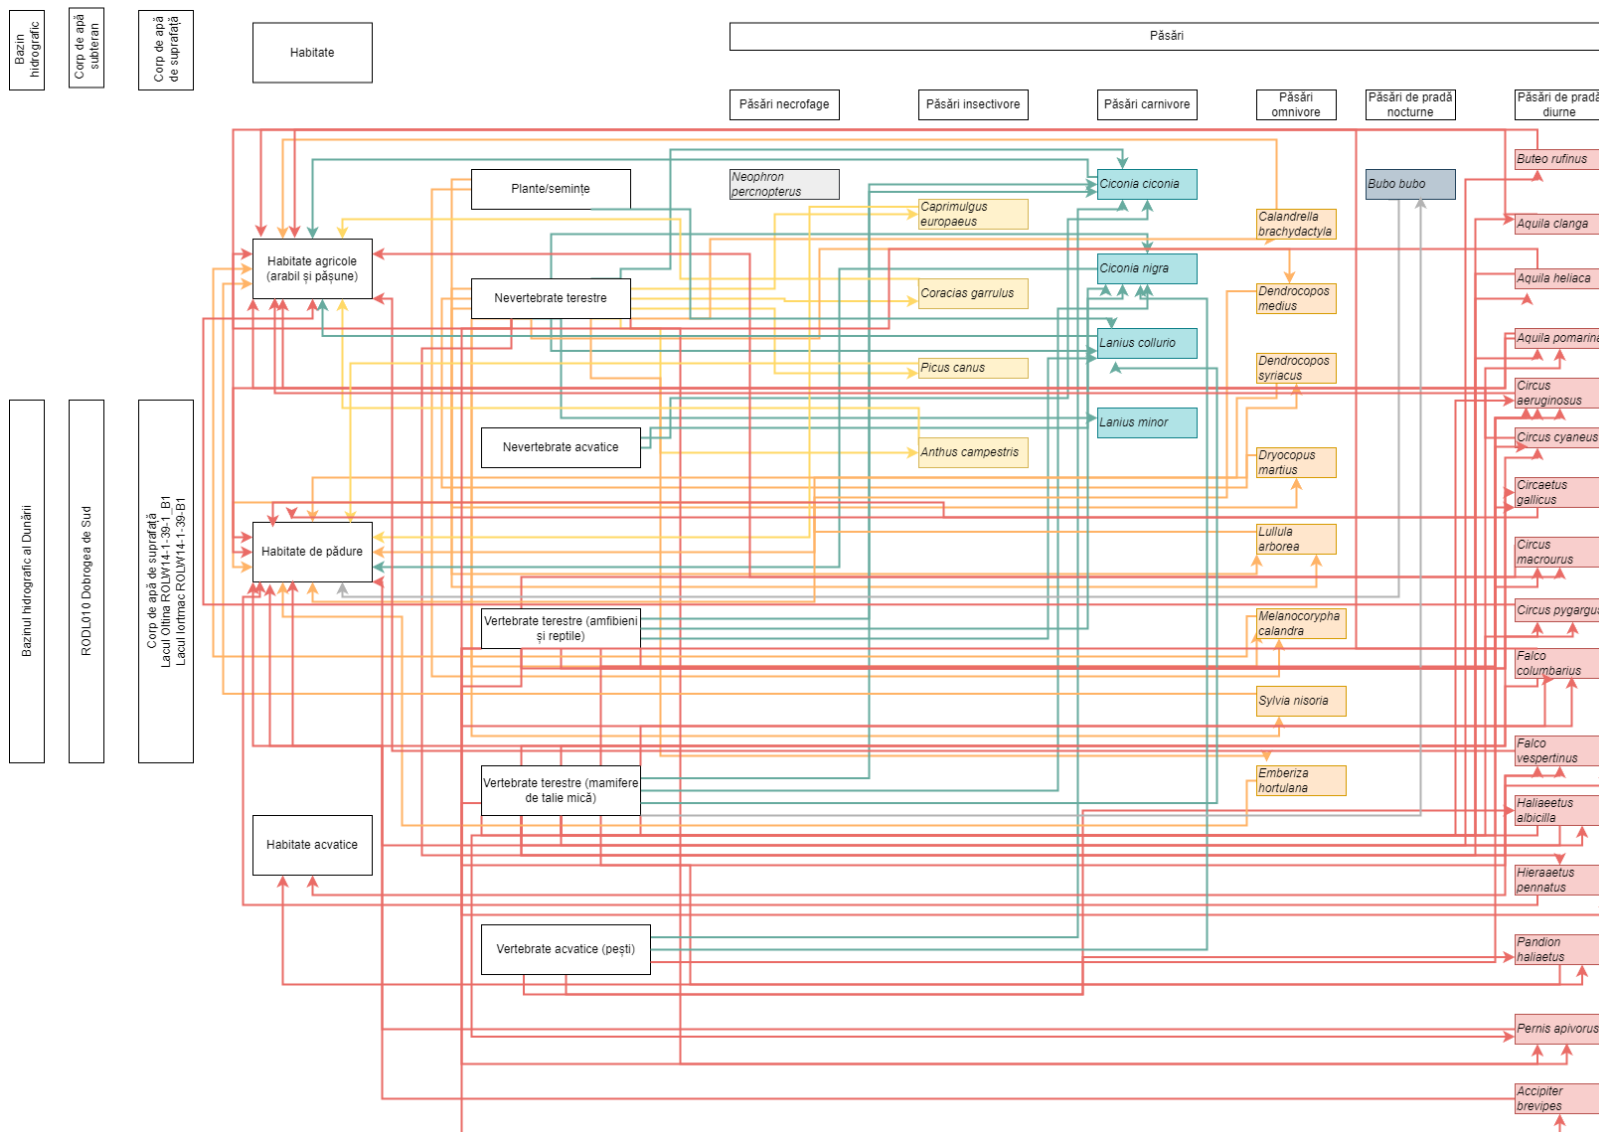 Bazin
hidrografic
Corp de apă
subteran
Corp de apă
de suprafață
Habitate
Păsări
Păsări necrofage
Păsări insectivore
Păsări carnivore
Păsări
omnivore
Păsări de pradă
nocturne
Păsări de pradă
diurne
Plante/semințe
Neophron
percnopterus
Caprimulgus
europaeus
Ciconia ciconia
Calandrella
brachydactyla
Bubo bubo
Buteo rufinus
Aquila clanga
Habitate agricole
(arabil și pășune)
Nevertebrate terestre
Coracias garrulus
Ciconia nigra
Dendrocopos
medius
Aquila heliaca
Lanius collurio
Aquila pomarina
Picus canus
Dendrocopos
syriacus
Circus
aeruginosus
Lanius minor
Circus cyaneus
Nevertebrate acvatice
Anthus campestris
Dryocopus
martius
Circaetus
gallicus
Bazinul hidrografic al Dunării
RODL010 Dobrogea de Sud
Corp de apă de suprafață
Lacul Oltina ROLW14-1-39-1_B1
Lacul Iortmac RROLW14-1-39-B1
Habitate de pădure
Lullula
arborea
Circus
macrourus
Vertebrate terestre (amfibieni
și reptile)
Melanocorypha
calandra
Circus pygargus
Falco
columbarius
Sylvia nisoria
Falco
vespertinus
Vertebrate terestre (mamifere
de talie mică)
Emberiza
hortulana
Haliaeetus
albicilla
Habitate acvatice
Hieraaetus
pennatus
Vertebrate acvatice (pești)
Pandion
haliaetus
Pernis apivorus
Accipiter
brevipes